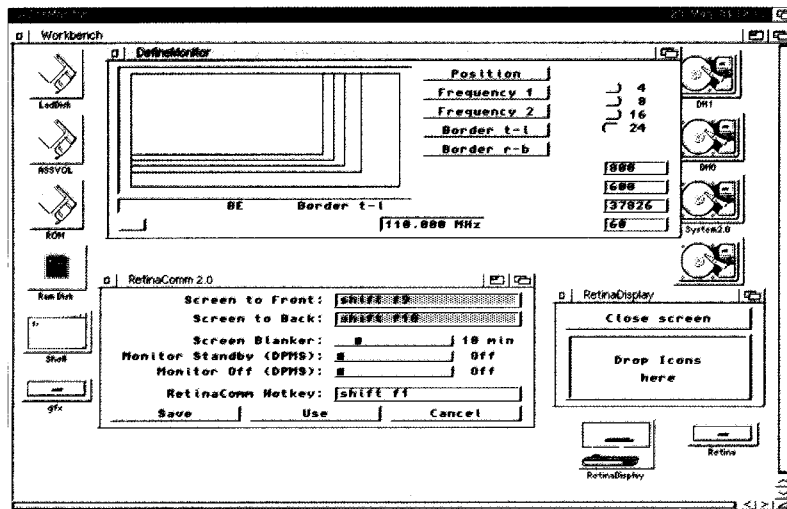 Workbench
DefineMonitor
Position
Frequency 1
Frequency 2
Border t-l
Border r-b
4
8
16
24
800
600
37826
60
8E Border t-l
110.000 MHz
LedDisk
ASSVOL
ROM
Ram Disk
Shell
gfx
DH1
DH0
System2.0
RetinaComm 2.0
Screen to Front: shift f9
Screen to Back: shift f10
Screen Blanker: 10 min
Monitor Standby (DPMS): Off
Monitor Off (DPMS): Off
RetinaComm Hotkey: shift f1
Save Use Cancel
RetinaDisplay
Close screen
Drop Icons
here
RetinaDisplay
Retina